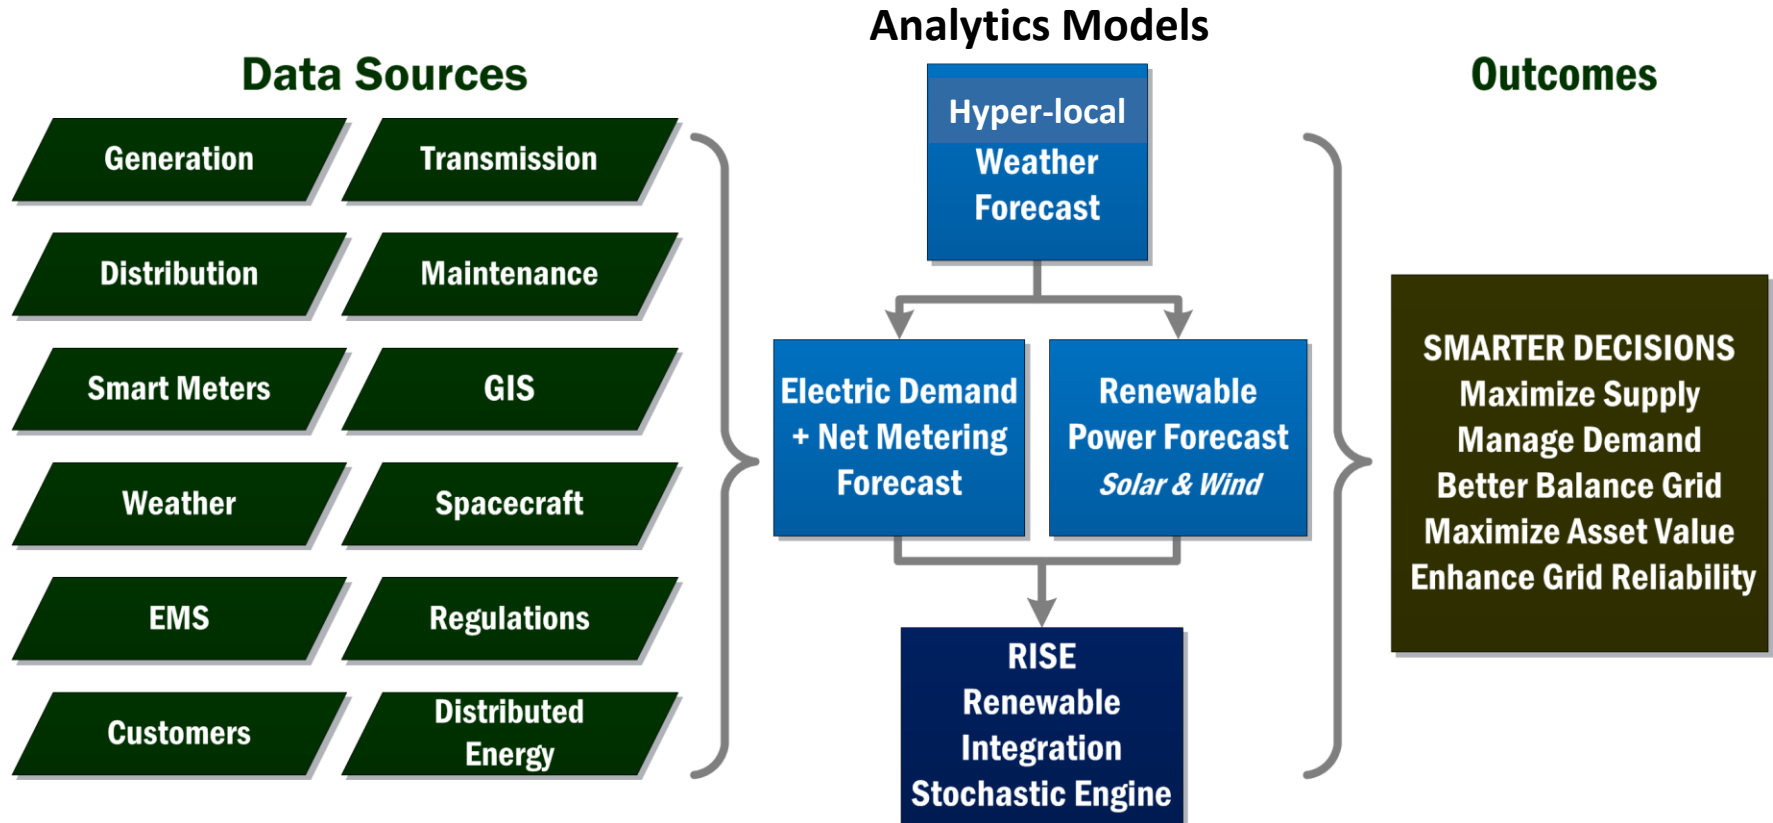 Analytics Models
Data Sources
Outcomes
Generation
Transmission
Distribution
Maintenance
Smart Meters
GIS
Weather
Spacecraft
EMS
Regulations
Customers
Distributed
Energy
Hyper-local
Weather
Forecast
Electric Demand
+ Net Metering
Forecast
Renewable
Power Forecast
Solar & Wind
RISE
Renewable
Integration
Stochastic Engine
SMARTER DECISIONS
Maximize Supply
Manage Demand
Better Balance Grid
Maximize Asset Value
Enhance Grid Reliability